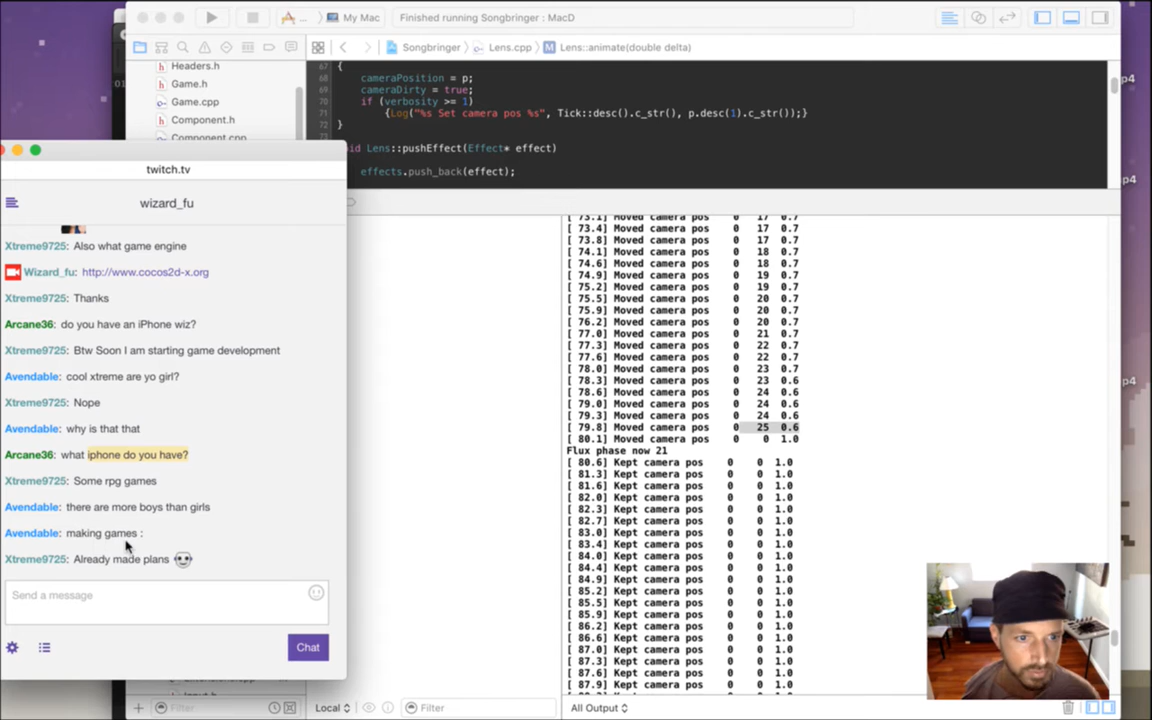 ... My Mac
Finished running Songbringer : MacD
Songbringer Lens.cpp M Lens::animate(double delta)
h Headers.h
h Game.h
C Game.cpp
h Component.h
Component.cpp
67 {
68 cameraPosition = p;
69 cameraDirty = true;
70 if (verbosity >= 1)
71 {Log("%s Set camera pos %s", Tick::desc().c_str(), p.desc(1).c_str());}
72 }
73
id Lens::pushEffect(Effect* effect)
effects.push_back(effect);
twitch.tv
wizard_fu
Xtreme9725: Also what game engine
Wizard_fu: http://www.cocos2d-x.org
Xtreme9725: Thanks
Arcane36: do you have an iPhone wiz?
Xtreme9725: Btw Soon I am starting game development
Avendable: cool xtreme are yo girl?
Xtreme9725: Nope
Avendable: why is that that
Arcane36: what iphone do you have?
Xtreme9725: Some rpg games
Avendable: there are more boys than girls
Avendable: making games :
Xtreme9725: Already made plans
Send a message
Chat
[ 73.1] Moved camera pos 0 17 0.7
[ 73.4] Moved camera pos 0 17 0.7
[ 73.8] Moved camera pos 0 17 0.7
[ 74.1] Moved camera pos 0 18 0.7
[ 74.6] Moved camera pos 0 18 0.7
[ 74.9] Moved camera pos 0 19 0.7
[ 75.2] Moved camera pos 0 19 0.7
[ 75.5] Moved camera pos 0 20 0.7
[ 75.9] Moved camera pos 0 20 0.7
[ 76.2] Moved camera pos 0 20 0.7
[ 77.0] Moved camera pos 0 21 0.7
[ 77.3] Moved camera pos 0 22 0.7
[ 77.6] Moved camera pos 0 22 0.7
[ 78.0] Moved camera pos 0 23 0.7
[ 78.3] Moved camera pos 0 23 0.6
[ 78.6] Moved camera pos 0 24 0.6
[ 79.0] Moved camera pos 0 24 0.6
[ 79.3] Moved camera pos 0 24 0.6
[ 79.8] Moved camera pos 0 25 0.6
[ 80.1] Moved camera pos 0 0 1.0
Flux phase now 21
[ 80.6] Kept camera pos 0 0 1.0
[ 81.3] Kept camera pos 0 0 1.0
[ 81.6] Kept camera pos 0 0 1.0
[ 82.0] Kept camera pos 0 0 1.0
[ 82.3] Kept camera pos 0 0 1.0
[ 82.7] Kept camera pos 0 0 1.0
[ 83.0] Kept camera pos 0 0 1.0
[ 83.4] Kept camera pos 0 0 1.0
[ 84.0] Kept camera pos 0 0 1.0
[ 84.4] Kept camera pos 0 0 1.0
[ 84.9] Kept camera pos 0 0 1.0
[ 85.2] Kept camera pos 0 0 1.0
[ 85.5] Kept camera pos 0 0 1.0
[ 85.9] Kept camera pos 0 0 1.0
[ 86.2] Kept camera pos 0 0 1.0
[ 86.6] Kept camera pos 0 0 1.0
[ 87.0] Kept camera pos 0 0 1.0
[ 87.3] Kept camera pos 0 0 1.0
[ 87.6] Kept camera pos 0 0 1.0
[ 87.9] Kept camera pos 0 0 1.0
Filter
Local
Filter
All Output
p4
p4
p4